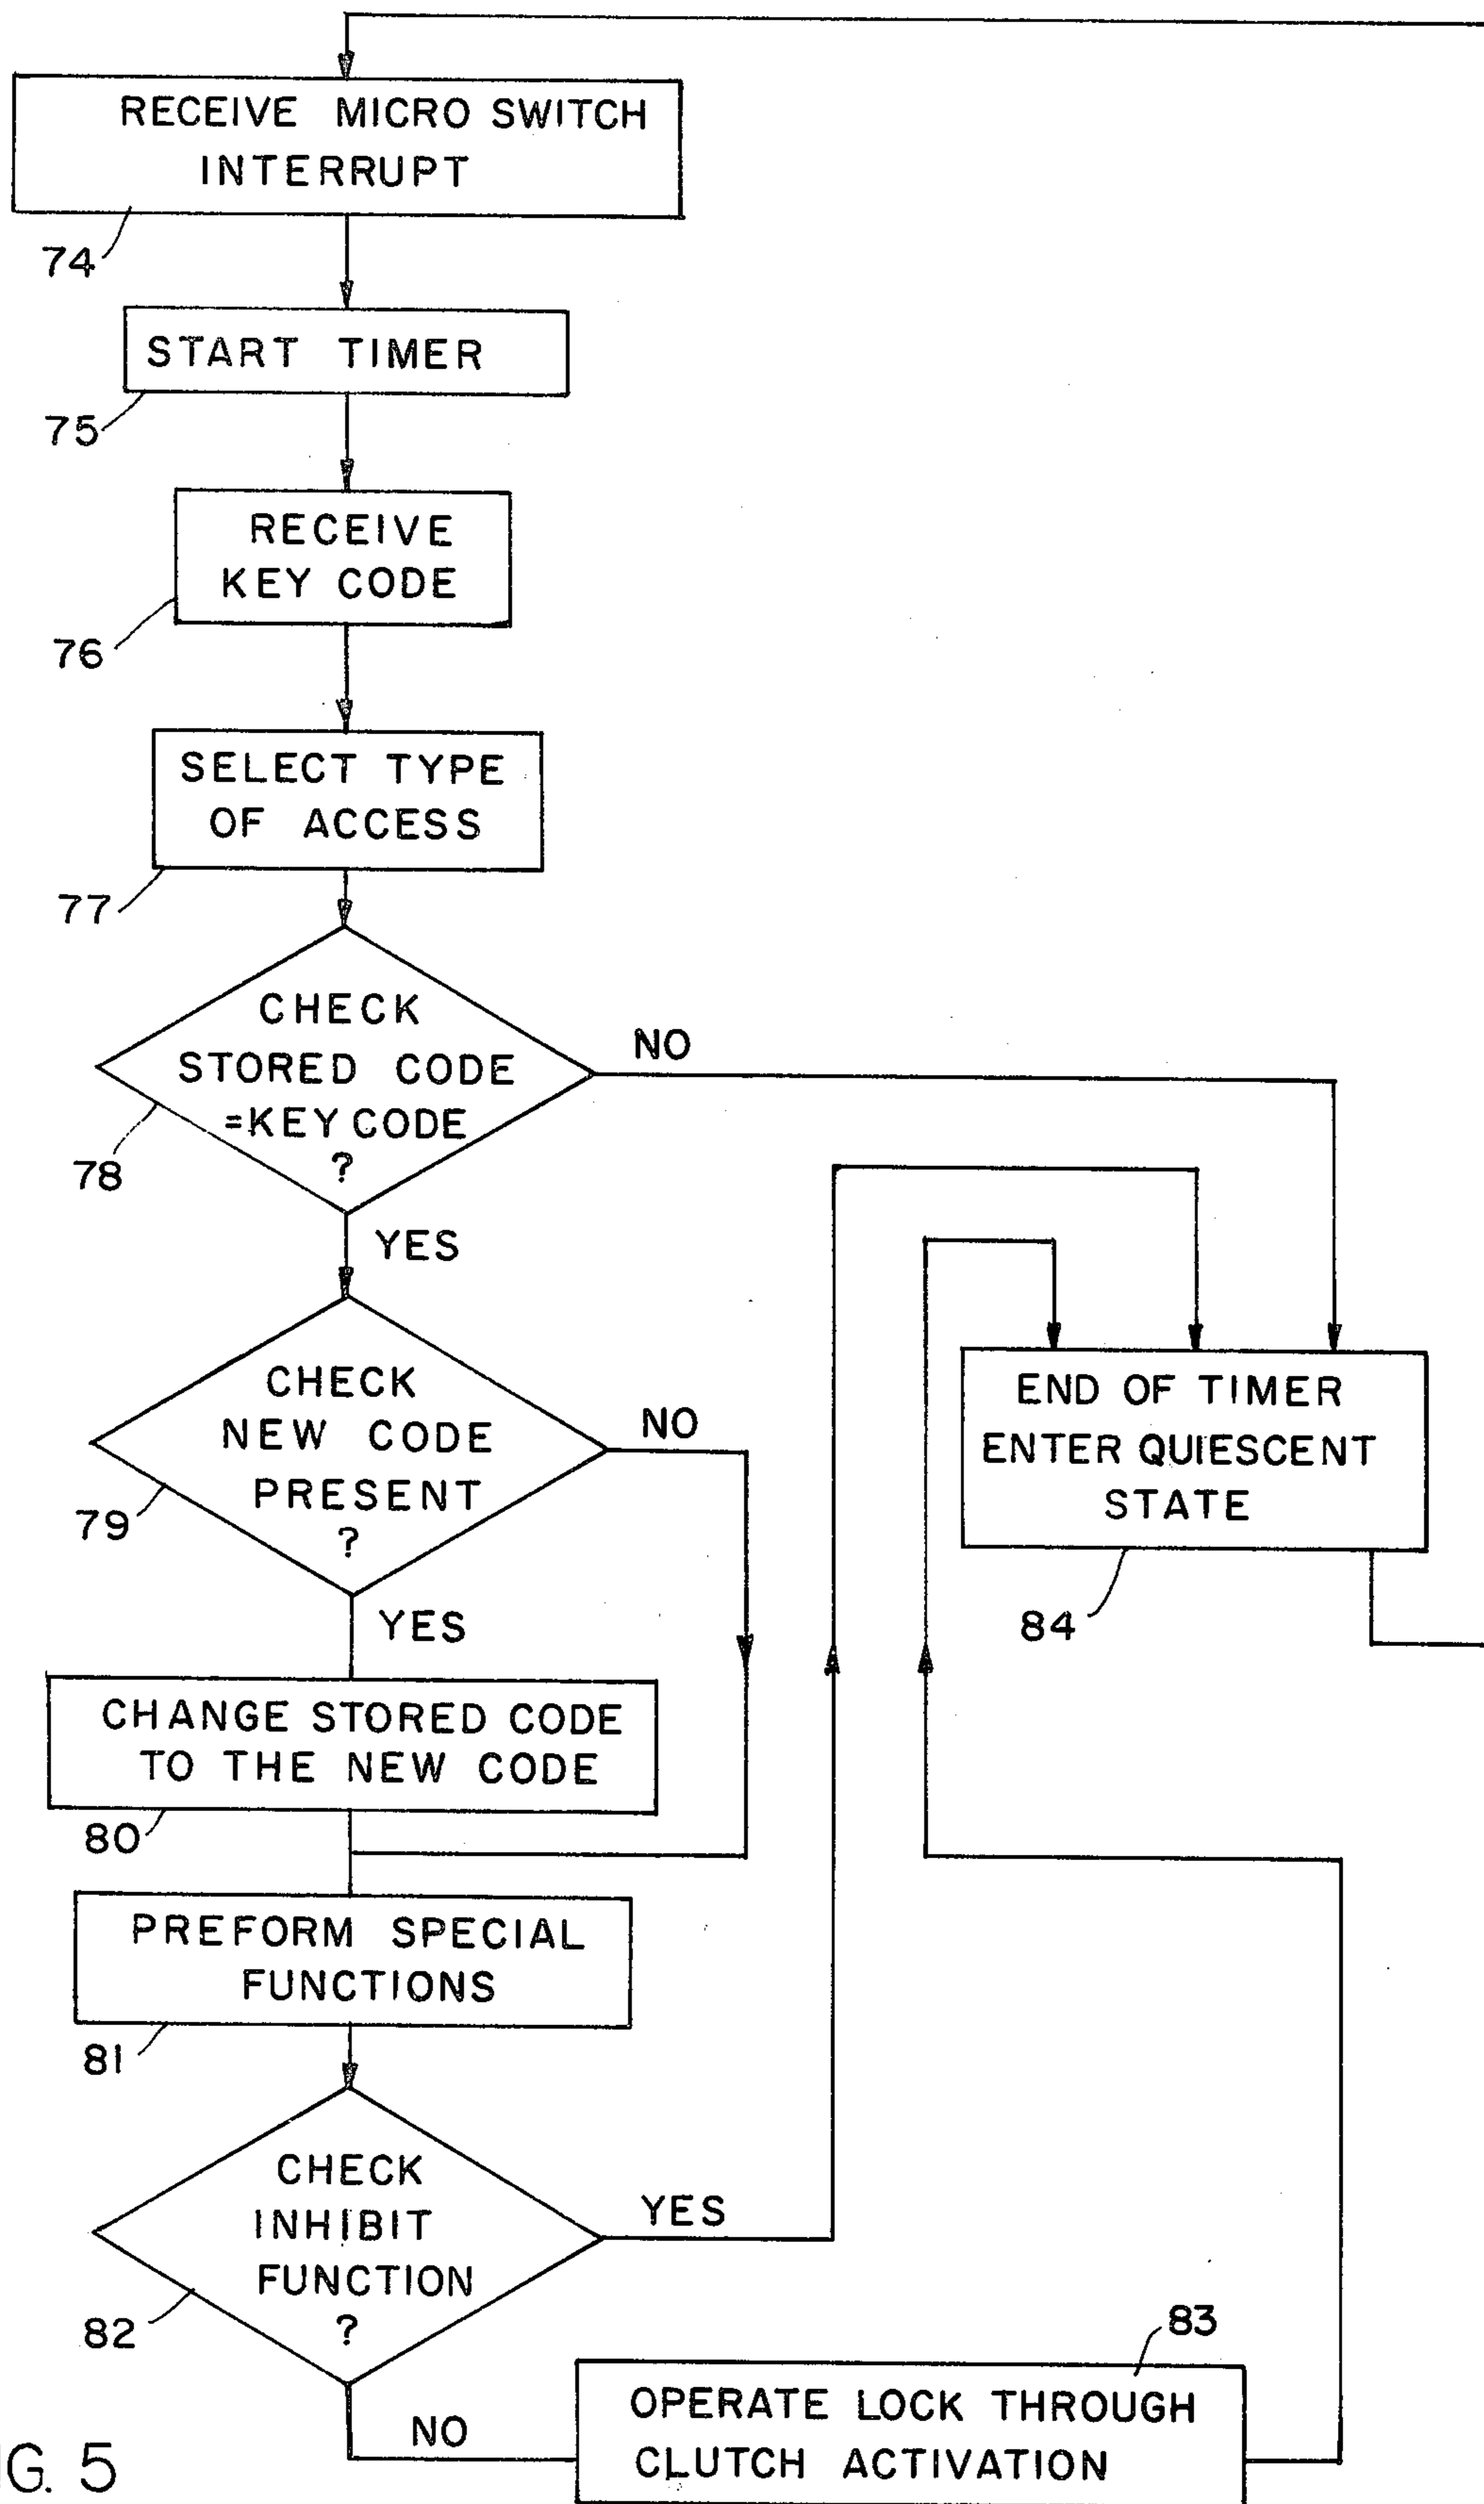 RECEIVE MICRO SWITCH
INTERRUPT
74
START TIMER
75
RECEIVE
KEY CODE
76
SELECT TYPE
OF ACCESS
77
CHECK
STORED CODE
=KEY CODE
?
78
NO
YES
CHECK
NEW CODE
PRESENT
?
79
NO
YES
END OF TIMER
ENTER QUIESCENT
STATE
84
CHANGE STORED CODE
TO THE NEW CODE
80
PREFORM SPECIAL
FUNCTIONS
81
CHECK
INHIBIT
FUNCTION
?
82
YES
NO
83
OPERATE LOCK THROUGH
CLUTCH ACTIVATION
G. 5